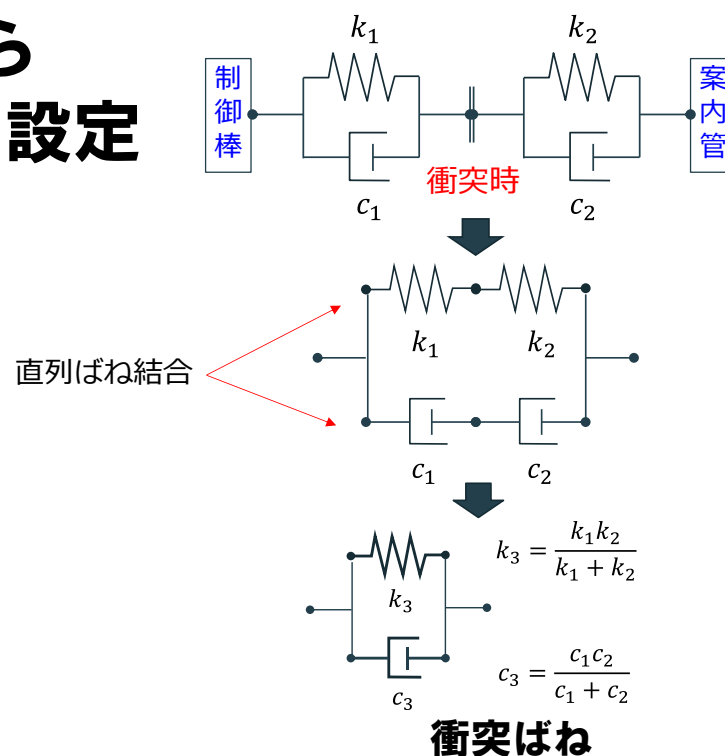 ら
設定
k₁
k₂
制御棒
案内管
衝突時
c₁
c₂
k₁
k₂
直列ばね結合
c₁
c₂
k₃
k₃ = k₁k₂ / (k₁ + k₂)
c₃
c₃ = c₁c₂ / (c₁ + c₂)
衝突ばね